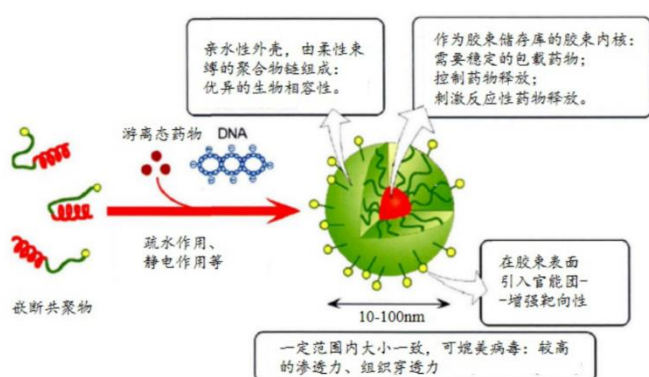 亲水性外壳，由柔性束
缚的聚合物链组成：
优异的生物相容性。
作为胶束储存库的胶束内核：
需要稳定的包载药物；
控制药物释放；
刺激反应性药物释放。
游离态药物 DNA
疏水作用、
静电作用等
嵌断共聚物
在胶束表面
引入官能团-
-增强靶向性
10-100nm
一定范围内大小一致，可媲美病毒：较高
的渗透力、组织穿透力